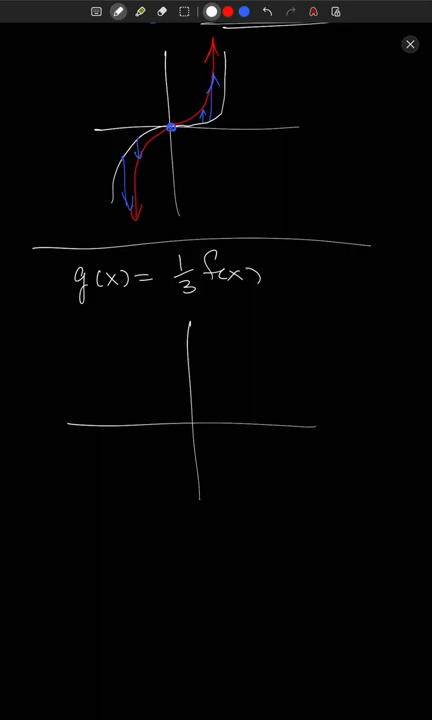 g(x) = 1/3 f(x)